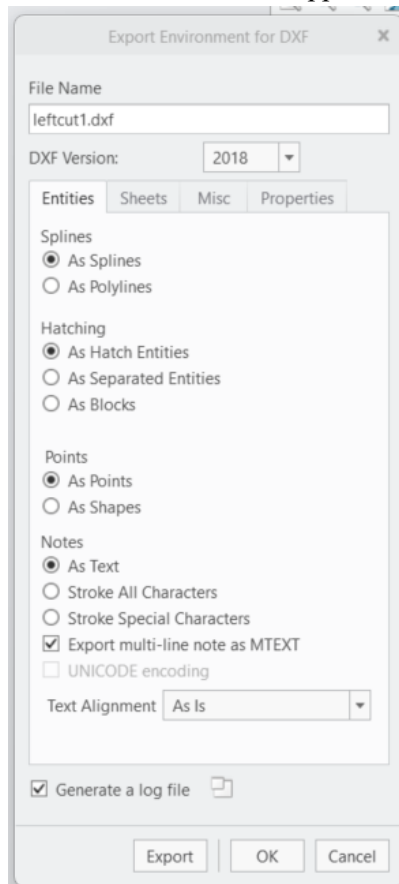 Export Environment for DXF
File Name
leftcut1.dxf
DXF Version: 2018
Entities Sheets Misc Properties
Splines
As Splines
As Polylines
Hatching
As Hatch Entities
As Separated Entities
As Blocks
Points
As Points
As Shapes
Notes
As Text
Stroke All Characters
Stroke Special Characters
Export multi-line note as MTEXT
UNICODE encoding
Text Alignment As Is
Generate a log file
Export OK Cancel